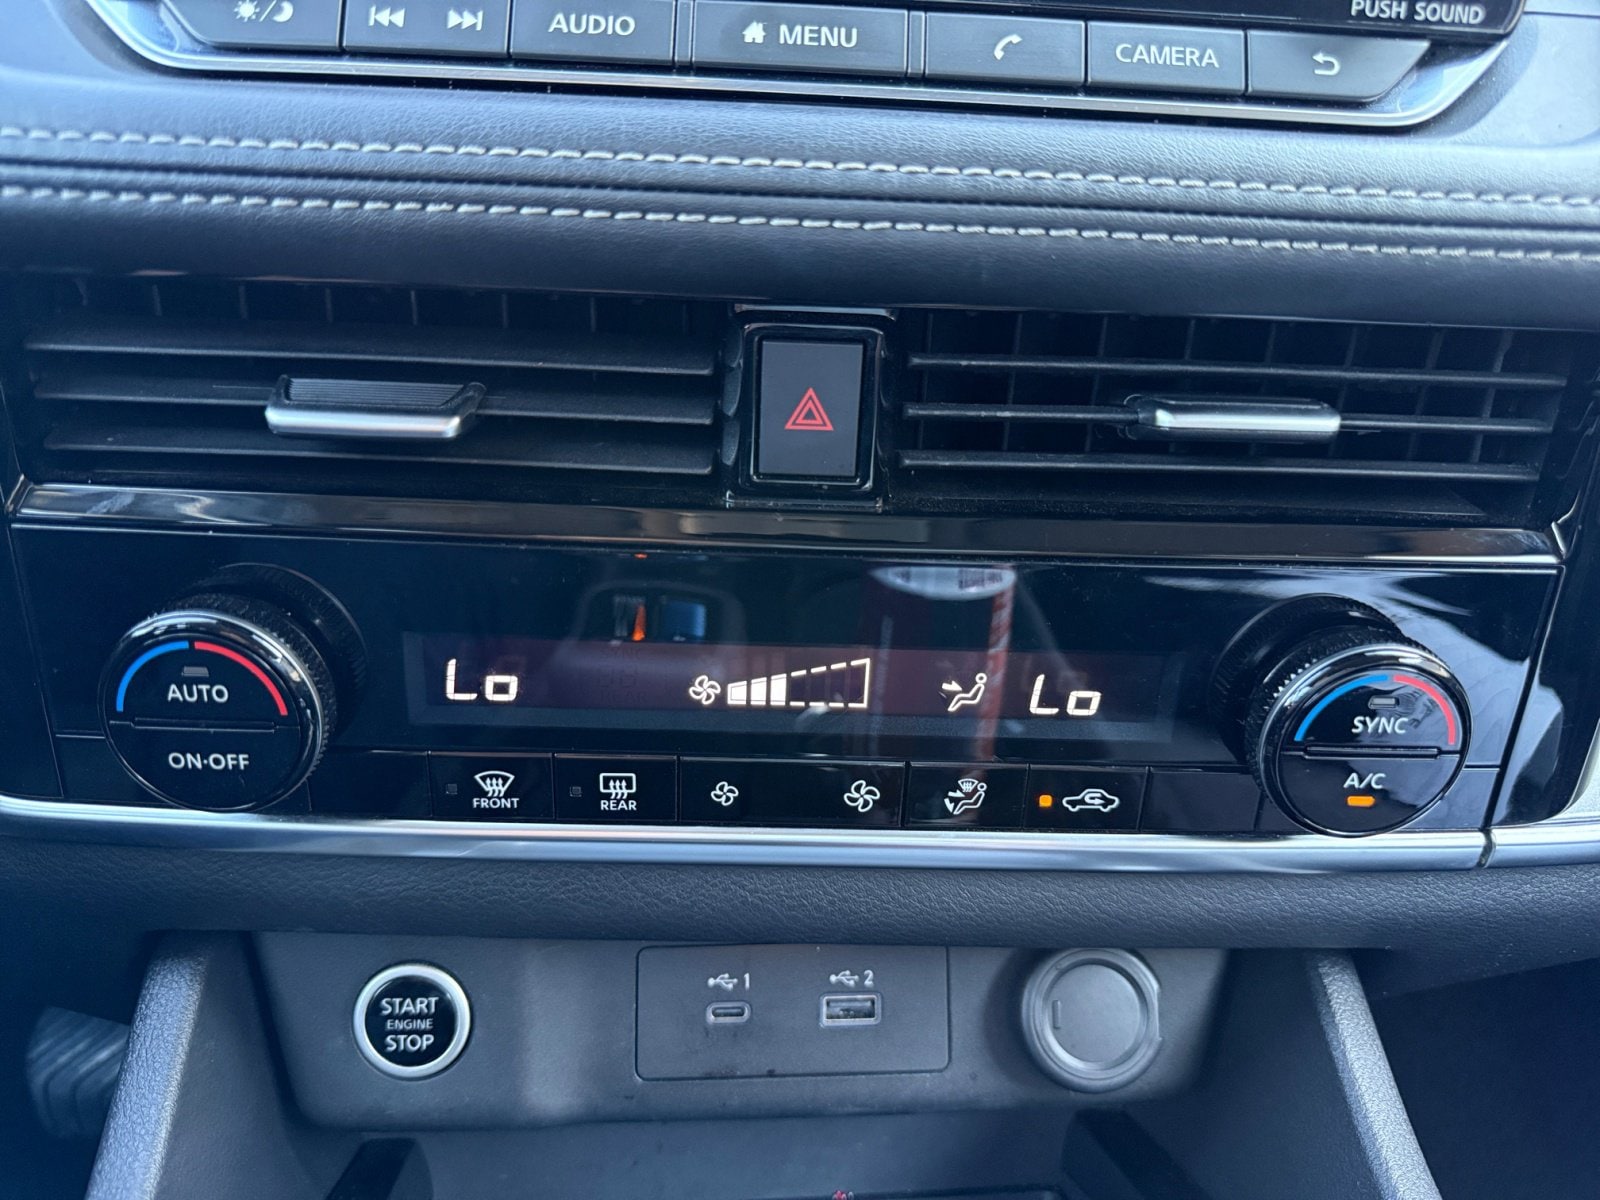 PUSH SOUND
AUDIO
MENU
CAMERA
Lo
Lo
AUTO
ON·OFF
SYNC
A/C
FRONT
REAR
START
ENGINE
STOP
1
2